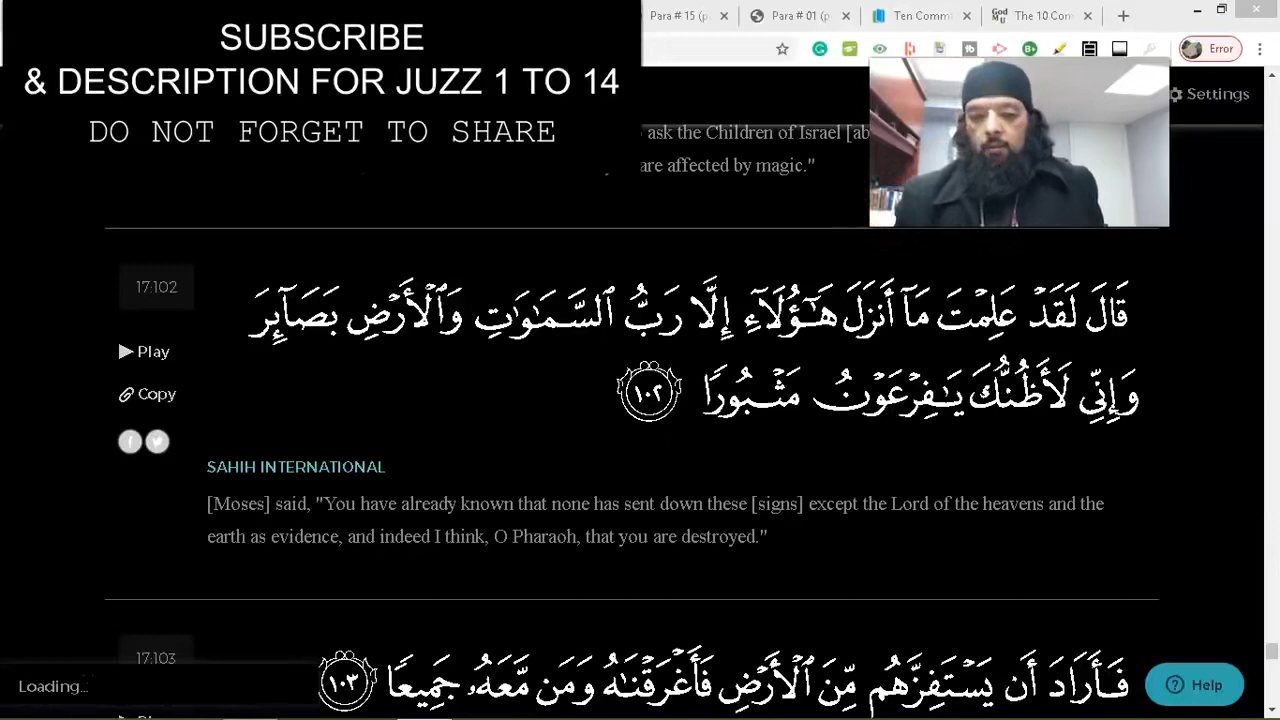 SUBSCRIBE
& DESCRIPTION FOR JUZZ 1 TO 14
DO NOT FORGET TO SHARE
Para # 15 (p
Para # 01 (p
Ten Comm
The 10 Com
Error
Settings
ask the Children of Israel [ab
are affected by magic."
17:102
قَالَ لَقَدْ عَلِمْتَ مَآ أَنزَلَ هَـٰٓؤُلَآءِ إِلَّا رَبُّ ٱلسَّمَـٰوَٰتِ وَٱلْأَرْضِ بَصَآئِرَ
وَإِنِّى لَأَظُنُّكَ يَـٰفِرْعَوْنُ مَثْبُورًا ١٠٢
Play
Copy
SAHIH INTERNATIONAL
[Moses] said, "You have already known that none has sent down these [signs] except the Lord of the heavens and the
earth as evidence, and indeed I think, O Pharaoh, that you are destroyed."
17:103
فَأَرَادَ أَن يَسْتَفِزَّهُم مِّنَ ٱلْأَرْضِ فَأَغْرَقْنَـٰهُ وَمَن مَّعَهُۥ جَمِيعًا ١٠٣
Loading...
Help